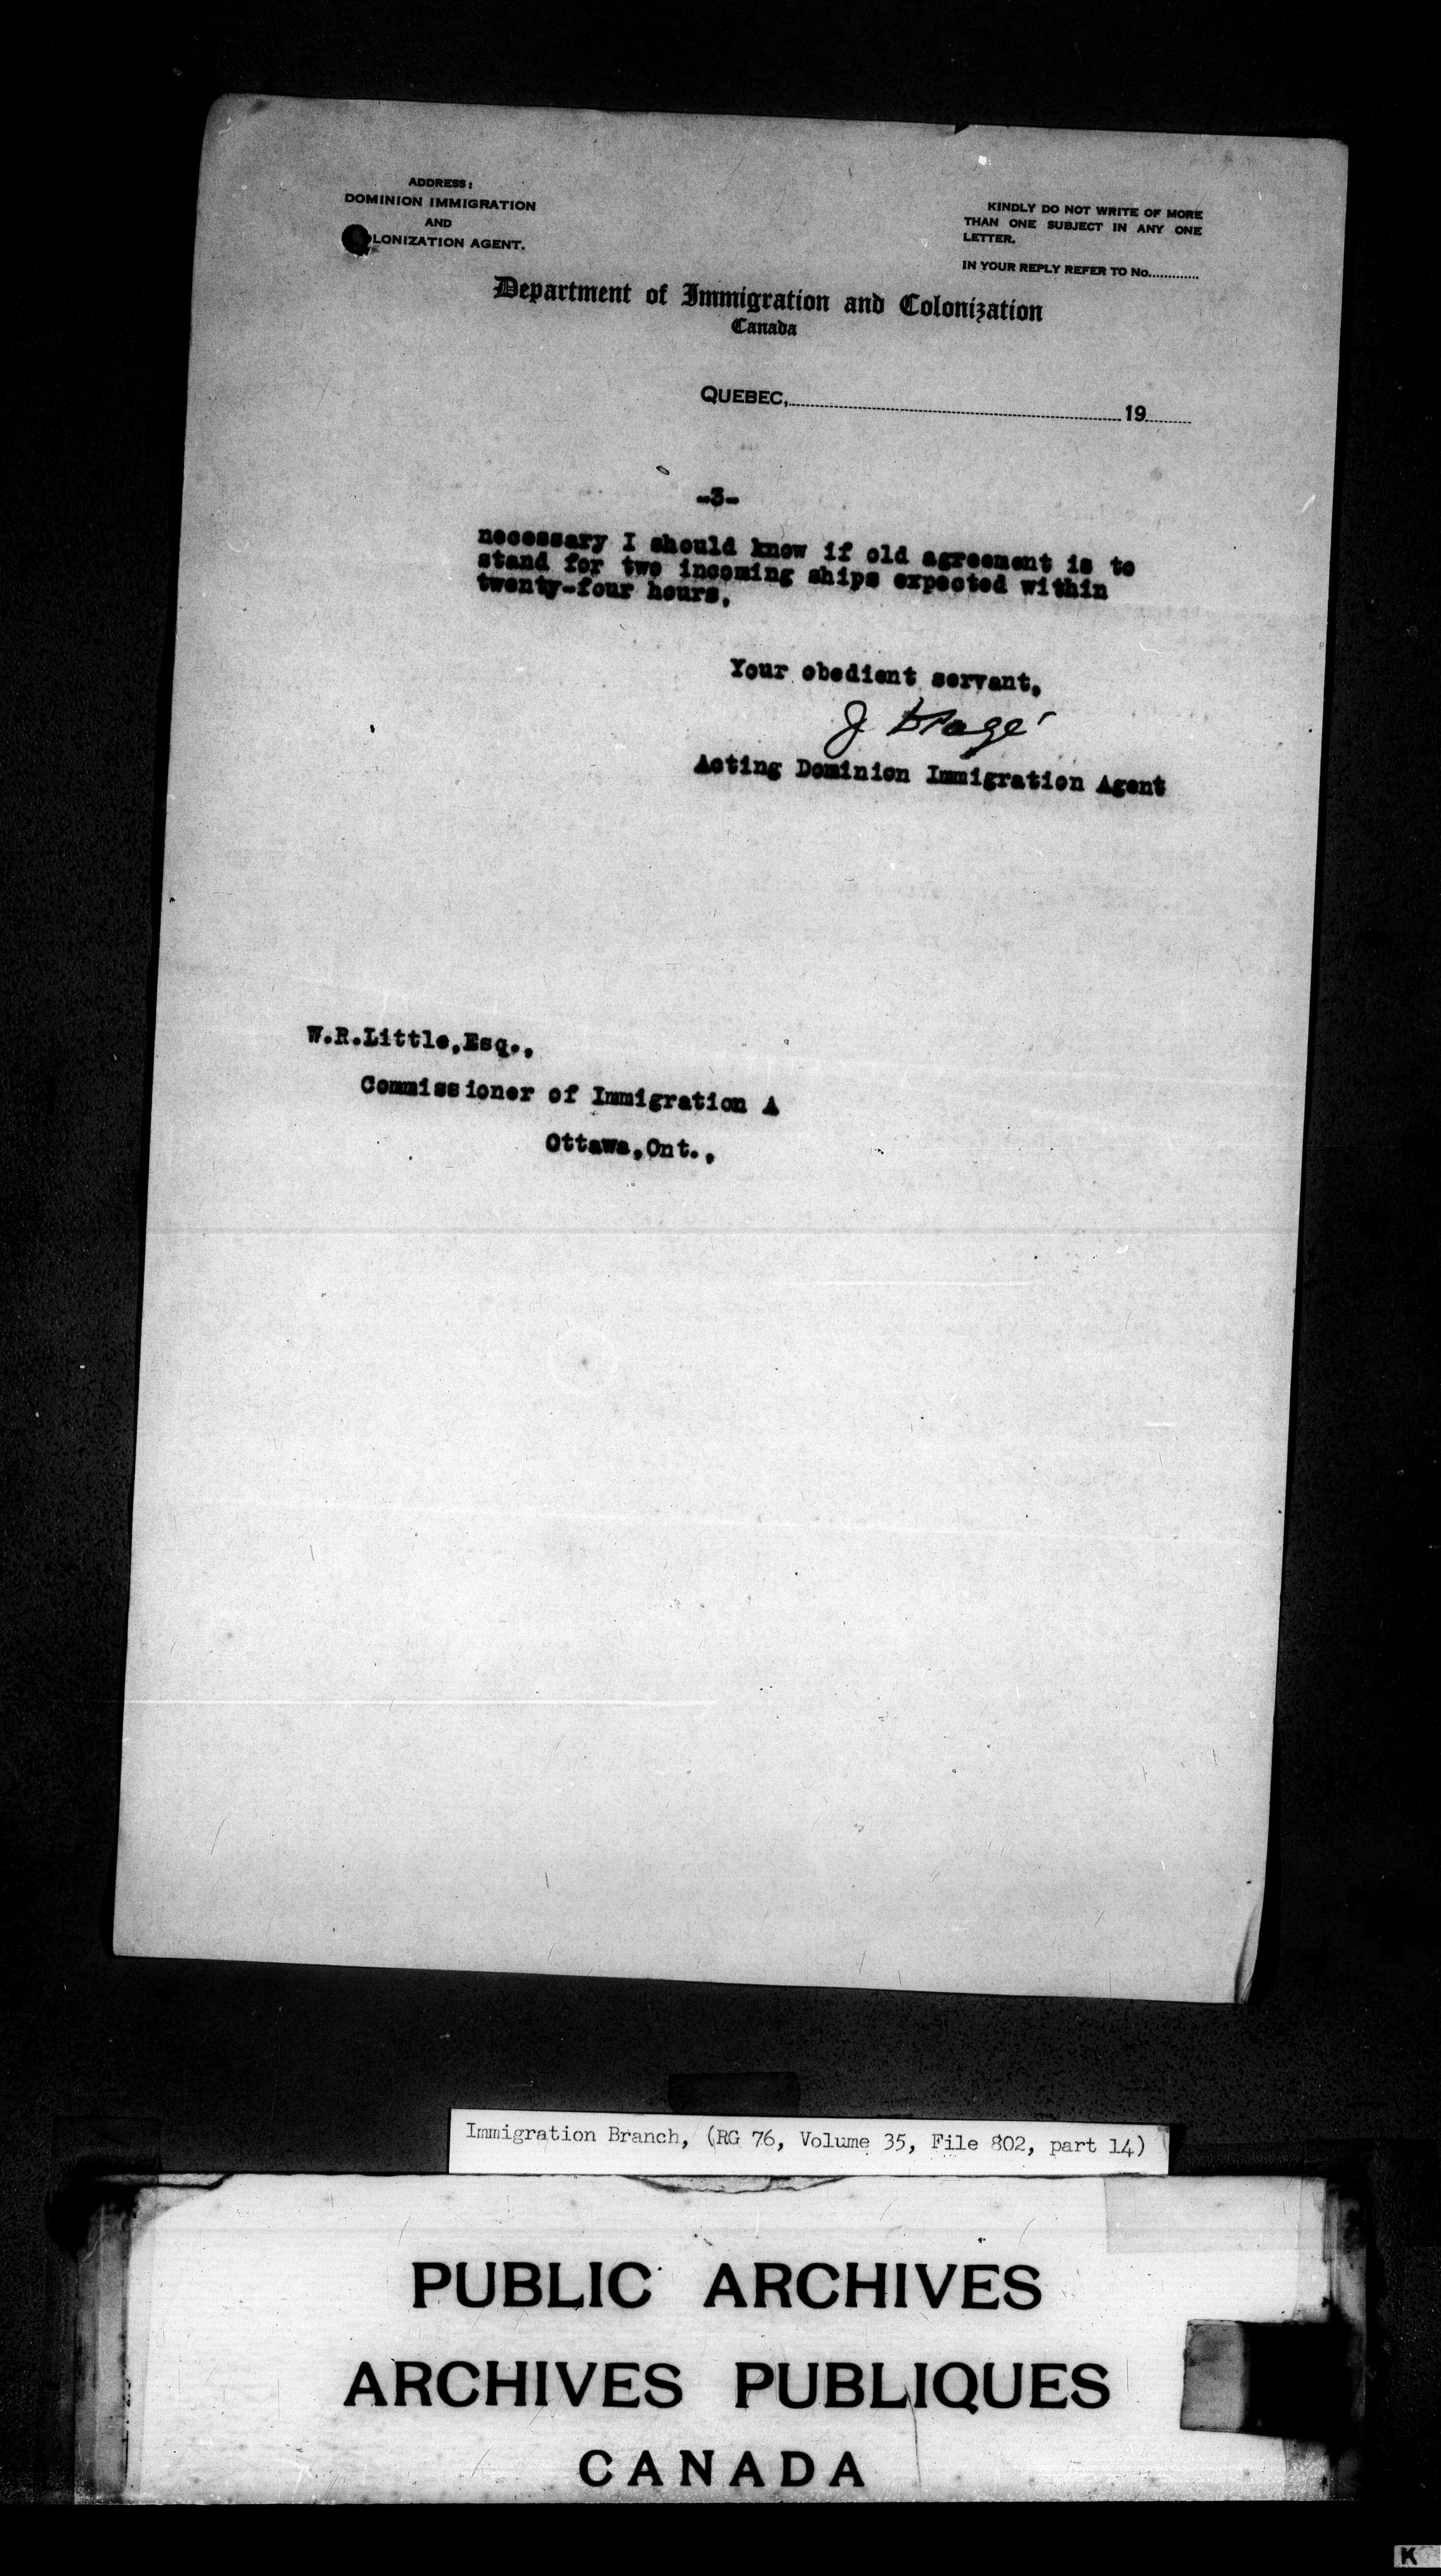 ADDRESS:
DOMINION IMMIGRATION
AND
LONIZATION AGENT.
KINDLY DO NOT WRITE OF MORE
THAN ONE SUBJECT IN ANY ONE
LETTER.
IN YOUR REPLY REFER TO No.............
Department of Immigration and Colonization
Canada
QUEBEC, 19
-3-
necessary I should know if old agreement is to
stand for two incoming ships expected within
twenty-four hours.
Your obedient servant,
J
Acting Dominion Immigration Agent
W.R.Little,Esq.,
Commissioner of Immigration A
Ottawa,Ont.,
Immigration Branch, (RG 76, Volume 35, File 802, part 14)
PUBLIC ARCHIVES
ARCHIVES PUBLIQUES
CANADA
K